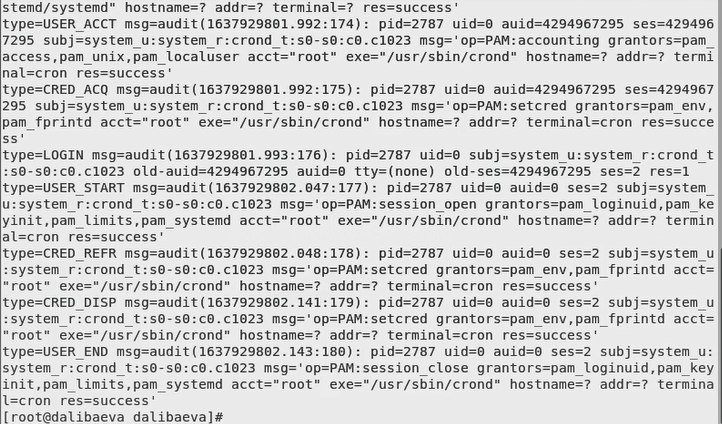 stemd/systemd" hostname=? addr=? terminal=? res=success'
type=USER_ACCT msg=audit(1637929801.992:174): pid=2787 uid=0 auid=4294967295 ses=429496
7295 subj=system_u:system_r:crond_t:s0-s0:c0.c1023 msg='op=PAM:accounting grantors=pam_
access,pam_unix,pam_localuser acct="root" exe="/usr/sbin/crond" hostname=? addr=? termi
nal=cron res=success'
type=CRED_ACQ msg=audit(1637929801.992:175): pid=2787 uid=0 auid=4294967295 ses=4294967
295 subj=system_u:system_r:crond_t:s0-s0:c0.c1023 msg='op=PAM:setcred grantors=pam_env,
pam_fprintd acct="root" exe="/usr/sbin/crond" hostname=? addr=? terminal=cron res=succe
ss'
type=LOGIN msg=audit(1637929801.993:176): pid=2787 uid=0 subj=system_u:system_r:crond_t
:s0-s0:c0.c1023 old-auid=4294967295 auid=0 tty=(none) old-ses=4294967295 ses=2 res=1
type=USER_START msg=audit(1637929802.047:177): pid=2787 uid=0 auid=0 ses=2 subj=system_
u:system_r:crond_t:s0-s0:c0.c1023 msg='op=PAM:session_open grantors=pam_loginuid,pam_ke
yinit,pam_limits,pam_systemd acct="root" exe="/usr/sbin/crond" hostname=? addr=? termin
al=cron res=success'
type=CRED_REFR msg=audit(1637929802.048:178): pid=2787 uid=0 auid=0 ses=2 subj=system_u
:system_r:crond_t:s0-s0:c0.c1023 msg='op=PAM:setcred grantors=pam_env,pam_fprintd acct=
"root" exe="/usr/sbin/crond" hostname=? addr=? terminal=cron res=success'
type=CRED_DISP msg=audit(1637929802.141:179): pid=2787 uid=0 auid=0 ses=2 subj=system_u
:system_r:crond_t:s0-s0:c0.c1023 msg='op=PAM:setcred grantors=pam_env,pam_fprintd acct=
"root" exe="/usr/sbin/crond" hostname=? addr=? terminal=cron res=success'
type=USER_END msg=audit(1637929802.143:180): pid=2787 uid=0 auid=0 ses=2 subj=system_u:
system_r:crond_t:s0-s0:c0.c1023 msg='op=PAM:session_close grantors=pam_loginuid,pam_key
init,pam_limits,pam_systemd acct="root" exe="/usr/sbin/crond" hostname=? addr=? termina
l=cron res=success'
[root@dalibaeva dalibaeva]#